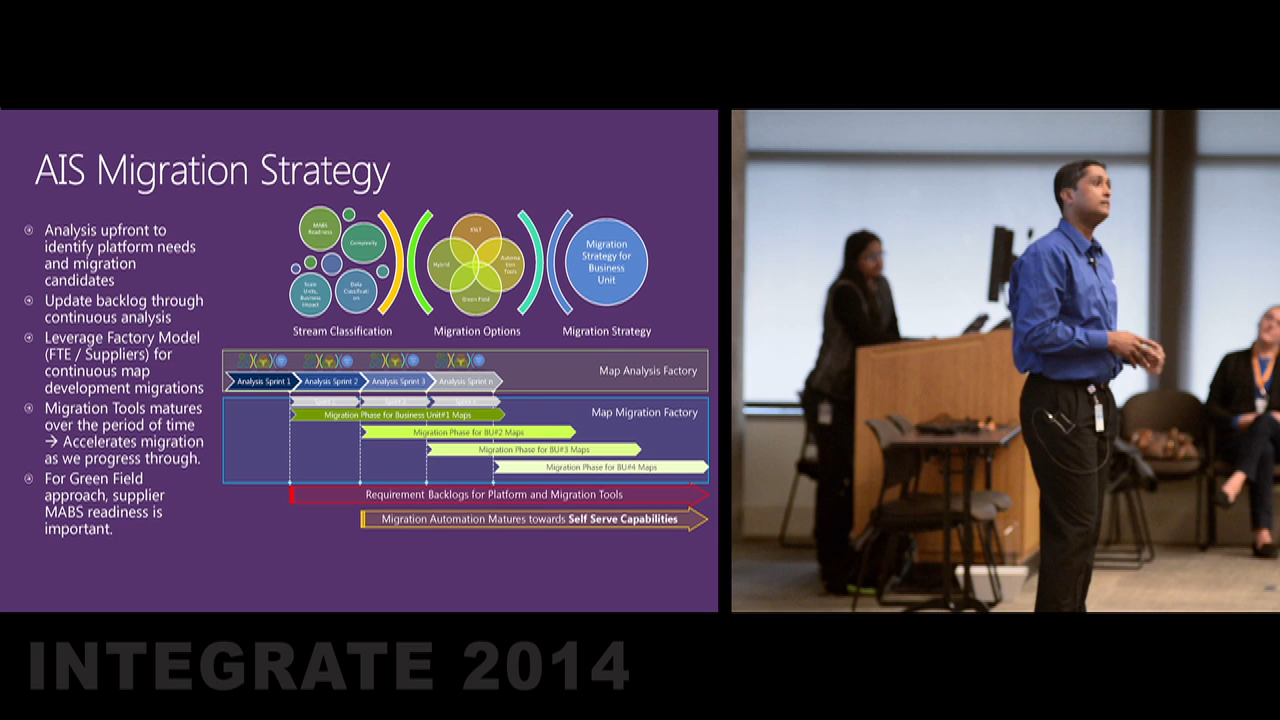 AIS Migration Strategy
Analysis upfront to
identify platform needs
and migration
candidates
Update backlog through
continuous analysis
Leverage Factory Model
(FTE / Suppliers) for
continuous map
development migrations
Migration Tools matures
over the period of time
→ Accelerates migration
as we progress through.
For Green Field
approach, supplier
MABS readiness is
important.
MABS
Readiness
Complexity
Team
Units,
Business
Impact
Data
Classificati
on
Stream Classification
XSLT
Hybrid
Automa
tion
Tools
Green Field
Migration Options
Migration
Strategy for
Business
Unit
Migration Strategy
Map Analysis Factory
Analysis Sprint 1
Analysis Sprint 2
Analysis Sprint 3
Analysis Sprint n
Map Migration Factory
Migration Phase for Business Unit#1 Maps
Migration Phase for BU#2 Maps
Migration Phase for BU#3 Maps
Migration Phase for BU#4 Maps
Requirement Backlogs for Platform and Migration Tools
Migration Automation Matures towards Self Serve Capabilities
INTEGRATE 2014